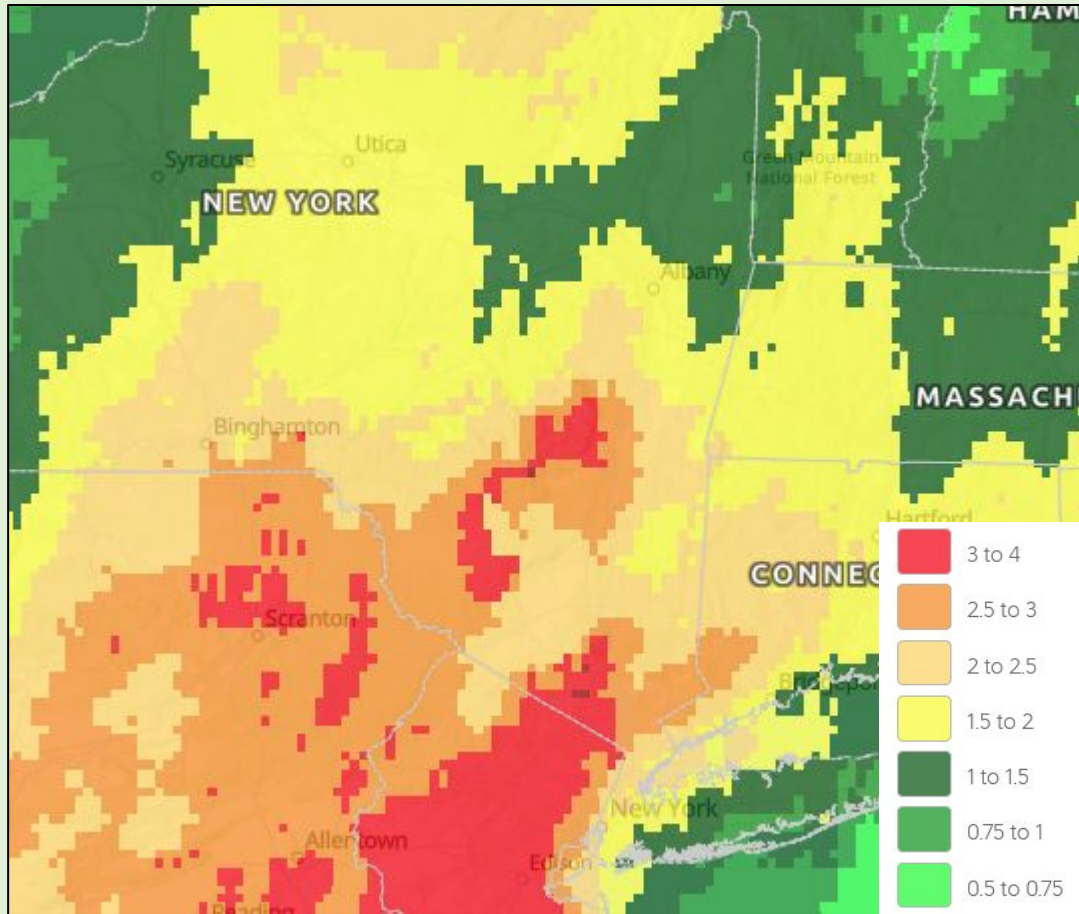 HAM
Utica
Syracuse
Green Mountain
National Forest
NEW YORK
Albany
MASSACH
Binghamton
Hartford
CONNEC
Scranton
Bridgepor
New York
Allentown
Edison
Reading
3 to 4
2.5 to 3
2 to 2.5
1.5 to 2
1 to 1.5
0.75 to 1
0.5 to 0.75